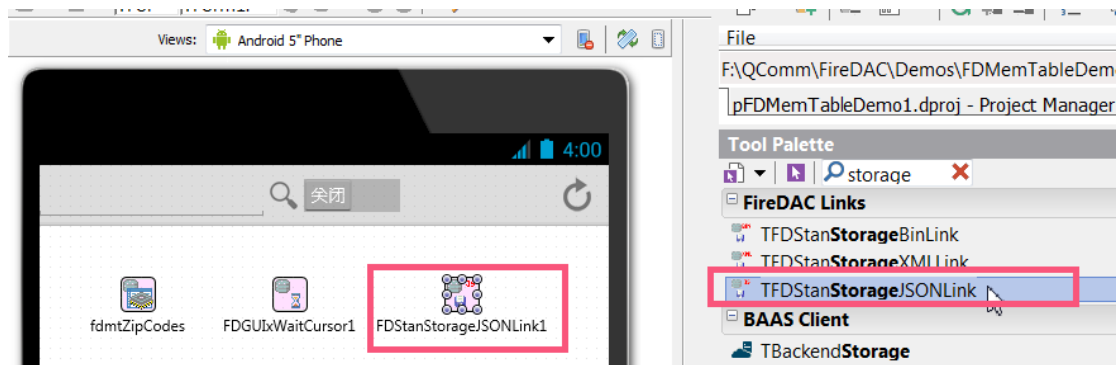 Views: Android 5" Phone
4:00
关闭
fdmtZipCodes FDGUIxWaitCursor1 FDStanStorageJSONLink1
File
F:\QComm\FireDAC\Demos\FDMemTableDem
pFDMemTableDemo1.dproj - Project Manager
Tool Palette
storage
FireDAC Links
TFDStanStorageBinLink
TFDStanStorageXMLLink
TFDStanStorageJSONLink
BAAS Client
TBackendStorage